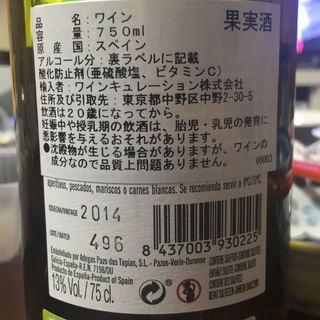 品名:ワイン 果実酒
容量:750ml
原産国:スペイン
アルコール分:裏ラベルに記載
酸化防止剤(亜硫酸塩、ビタミンC)
輸入者:ワインキュレーション株式会社
住所及び引取先:東京都中野区中野2-30-5
飲酒は20歳になってから。
妊娠中や授乳期の飲酒は、胎児・乳児の発育に
悪影響を与えるおそれがあります。
●沈殿物が生じる場合がありますが、ワインの
成分なので品質上問題ありません。 V0003
aperitivos, pescados, mariscos o carnes blancas. Se recomienda servir a 8ºC/10ºC
COSECHA/VINTAGE 2014
LOTE/BATCH 496
8 437003 930225
Embotellado por Adegas Pazo das Tapias, S.L. - Pazos-Verín-Ourense
Galicia-España-R.E.N. 7198/OU
Producto de España - Product of Spain
13% Vol / 75 cl.